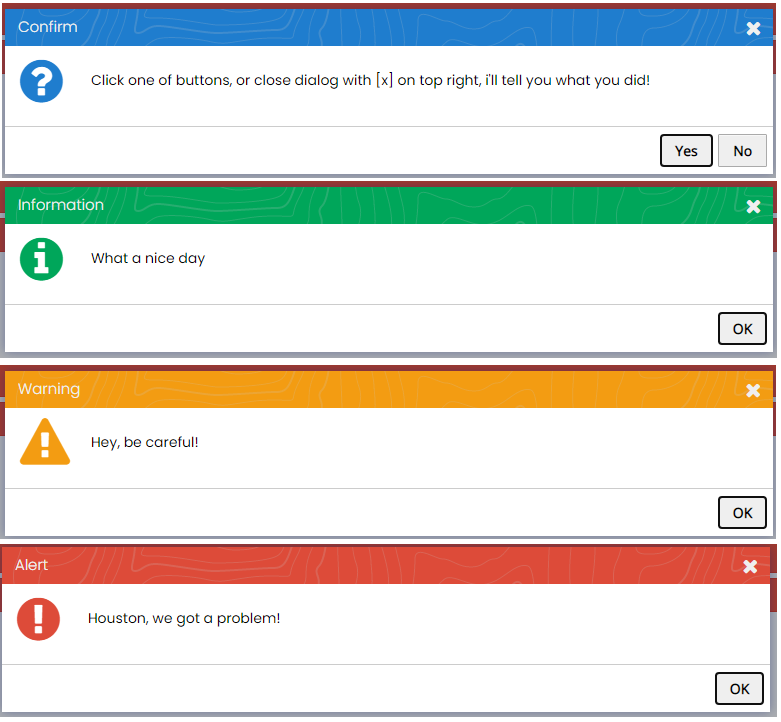 Confirm
Click one of buttons, or close dialog with [x] on top right, i'll tell you what you did!
Yes No
Information
What a nice day
OK
Warning
Hey, be careful!
OK
Alert
Houston, we got a problem!
OK